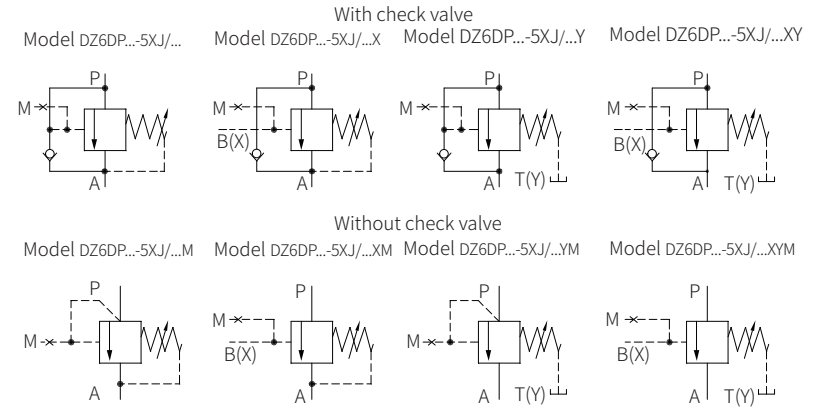 With check valve
Model DZ6DP...-5XJ/... Model DZ6DP...-5XJ/...X Model DZ6DP...-5XJ/...Y Model DZ6DP...-5XJ/...XY
P P P P
M M M M
B(X) B(X)
A A A T(Y) A T(Y)
Without check valve
Model DZ6DP...-5XJ/...M Model DZ6DP...-5XJ/...XM Model DZ6DP...-5XJ/...YM Model DZ6DP...-5XJ/...XYM
P P P P
M M M M
B(X) B(X)
A A A T(Y) A T(Y)